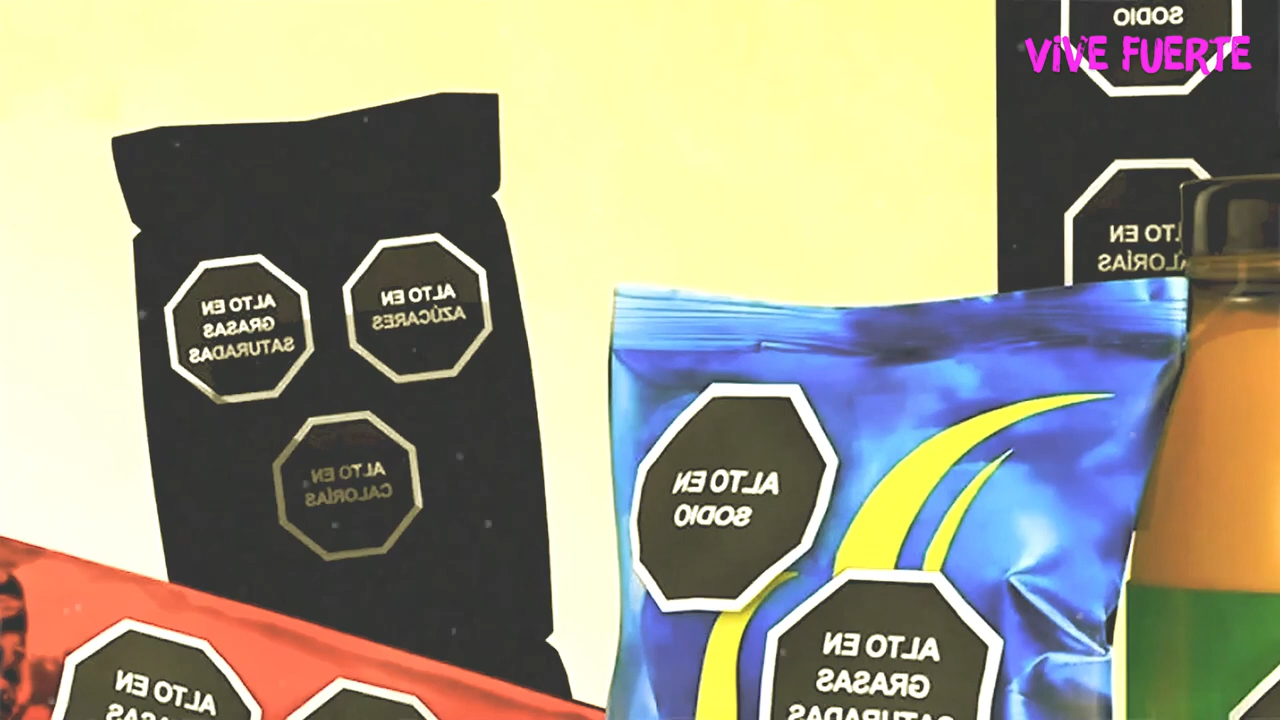 SODIO
VIVE FUERTE
ALTO EN
CALORÍAS
ALTO EN
GRASAS
SATURADAS
ALTO EN
AZÚCARES
ALTO EN
CALORÍAS
ALTO EN
SODIO
ALTO EN
GRASAS
SATURADAS
ALTO EN